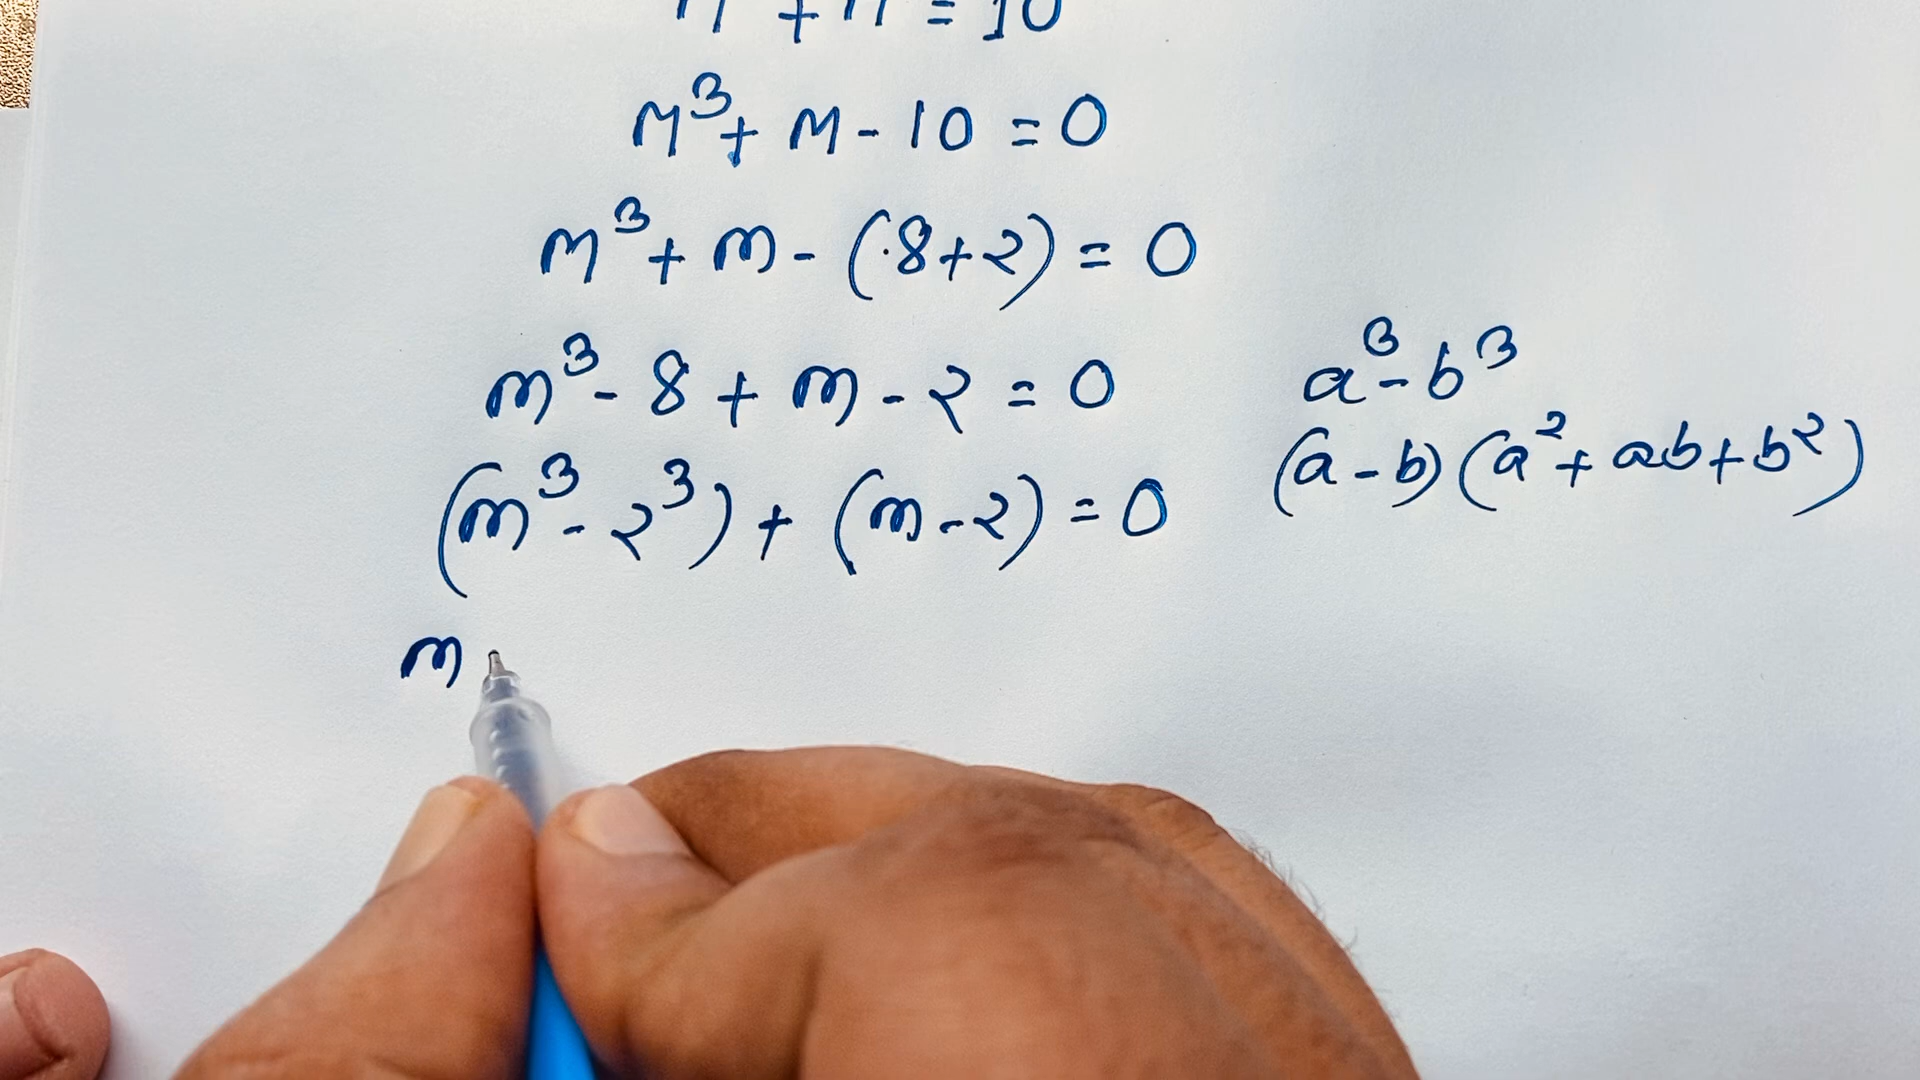 = 10
m³ + m - 10 = 0
m³ + m - (8 + 2) = 0
m³ - 8 + m - 2 = 0
(m³ - 2³) + (m - 2) = 0
m
a³ - b³
(a - b)(a² + ab + b²)